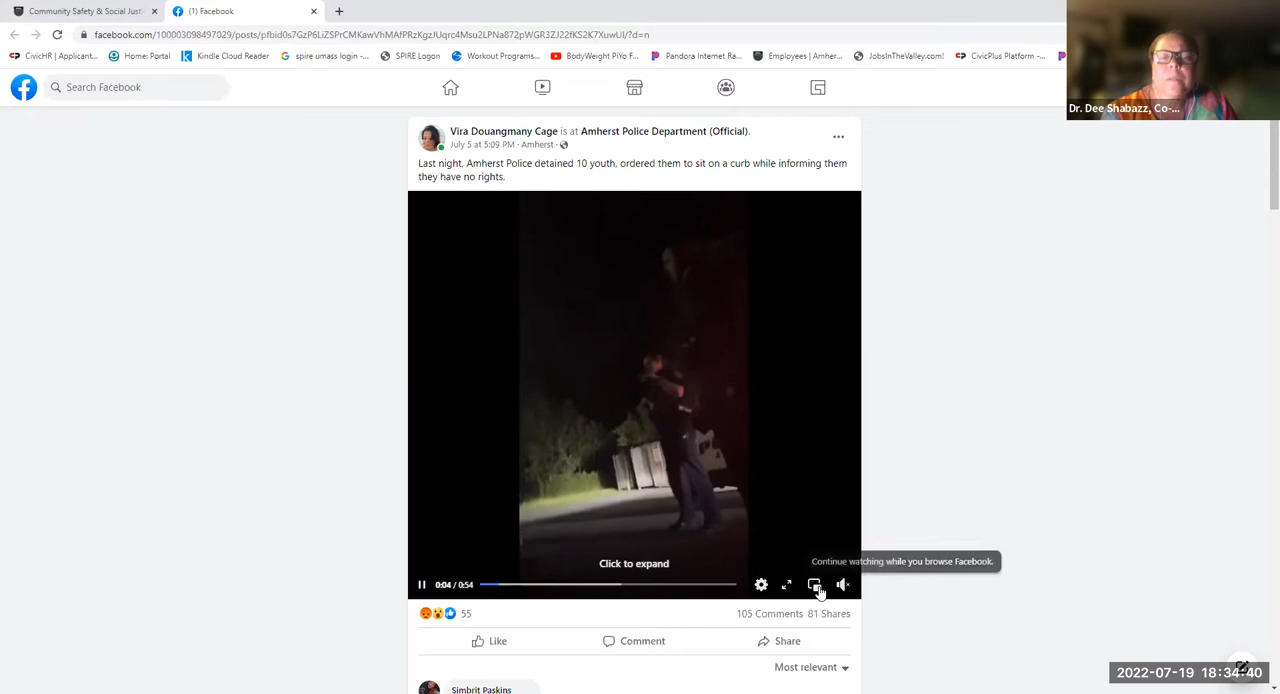 Community Safety & Social Just
(1) Facebook
facebook.com/100003098497029/posts/pfbid0s7GzP6LiZSPrCMKawVhMAfPRzKgzJUqrc4Msu2LPNa872pWGR3ZJ22fKS2K7XuwUl/?d=n
CivicHR | Applicant...
Home: Portal
Kindle Cloud Reader
spire umass login -...
SPIRE Logon
Workout Programs...
BodyWeight PiYo F...
Pandora Internet Ra...
Employees | Amher...
JobsInTheValley.com!
CivicPlus Platform -...
Dr. Dee Shabazz, Co-...
Search Facebook
Vira Douangmany Cage is at Amherst Police Department (Official).
July 5 at 5:09 PM · Amherst ·
Last night, Amherst Police detained 10 youth, ordered them to sit on a curb while informing them
they have no rights.
Continue watching while you browse Facebook.
Click to expand
0:04 / 0:54
55
105 Comments 81 Shares
Like
Comment
Share
Most relevant
Simbrit Paskins
2022-07-19 18:34:40